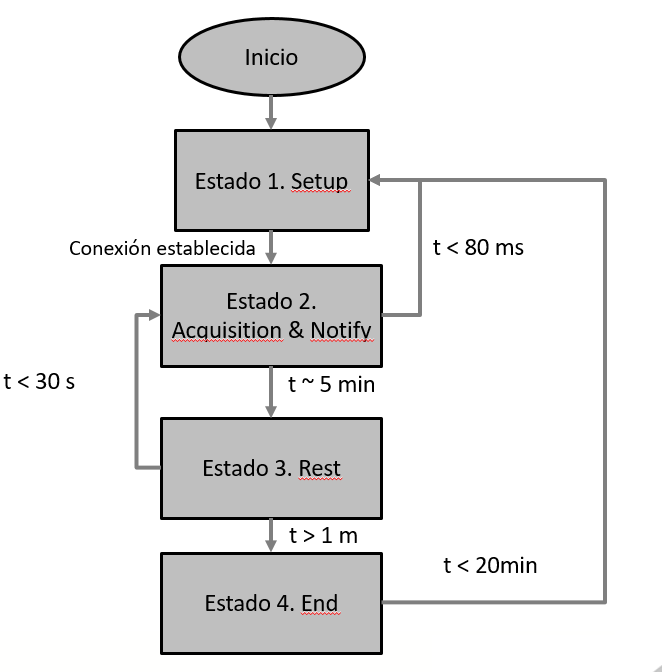 Inicio
Estado 1. Setup
Conexión establecida
t < 80 ms
Estado 2.
Acquisition & Notify
t < 30 s
t ~ 5 min
Estado 3. Rest
t > 1 m
t < 20min
Estado 4. End